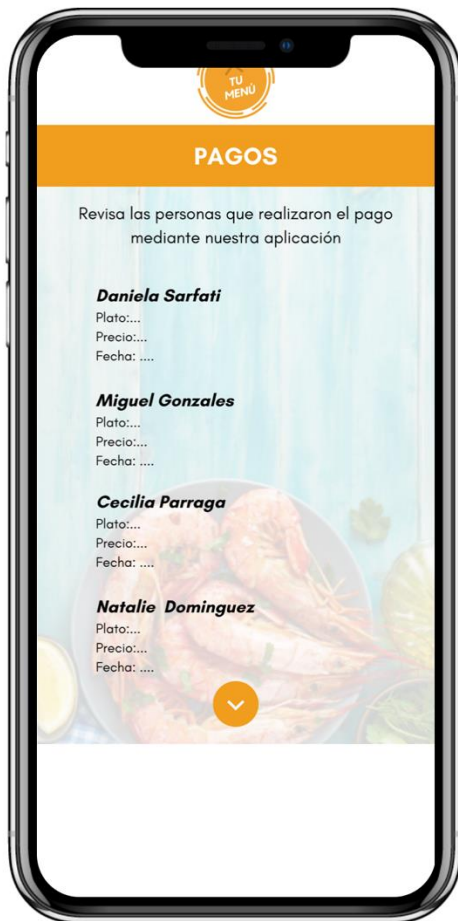 TU
MENÚ
PAGOS
Revisa las personas que realizaron el pago
mediante nuestra aplicación
Daniela Sarfati
Plato:...
Precio:...
Fecha: ....
Miguel Gonzales
Plato:...
Precio:...
Fecha: ....
Cecilia Parraga
Plato:...
Precio:...
Fecha: ....
Natalie Dominguez
Plato:...
Precio:...
Fecha: ....